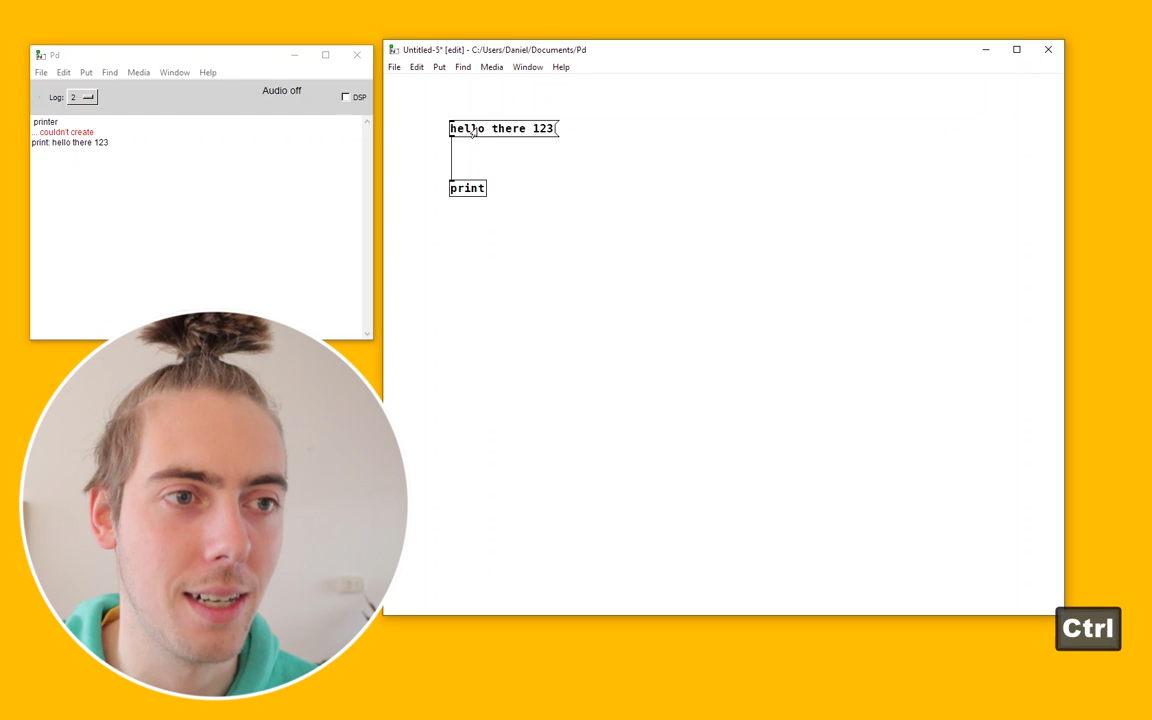 Pd
File Edit Put Find Media Window Help
Log: 2 Audio off DSP
printer
... couldn't create
print: hello there 123
Untitled-5* [edit] - C:/Users/Daniel/Documents/Pd
File Edit Put Find Media Window Help
hello there 123
print
Ctrl